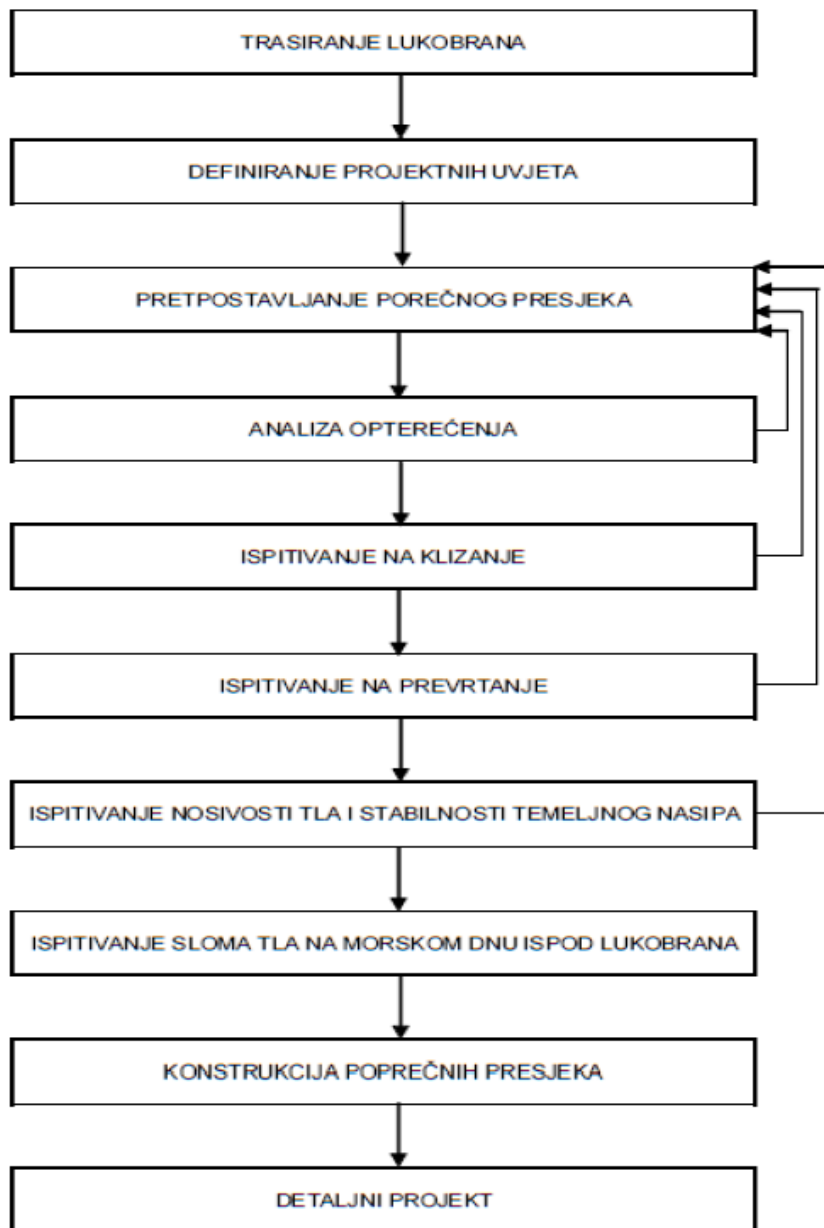 TRASIRANJE LUKOBRANA
DEFINIRANJE PROJEKTNIH UVJETA
PRETPOSTAVLJANJE POREČNOG PRESJEKA
ANALIZA OPTEREĆENJA
ISPITIVANJE NA KLIZANJE
ISPITIVANJE NA PREVRTANJE
ISPITIVANJE NOSIVOSTI TLA I STABILNOSTI TEMELJNOG NASIPA
ISPITIVANJE SLOMA TLA NA MORSKOM DNU ISPOD LUKOBRANA
KONSTRUKCIJA POPREČNIH PRESJEKA
DETALJNI PROJEKT